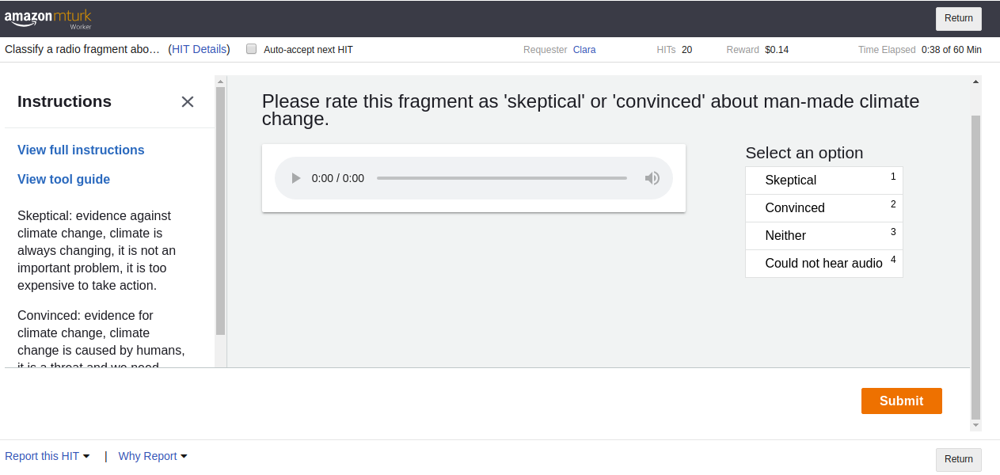 amazonmturk
Worker
Return
Classify a radio fragment abo… (HIT Details) Auto-accept next HIT Requester Clara HITs 20 Reward $0.14 Time Elapsed 0:38 of 60 Min
Instructions
View full instructions
View tool guide
Skeptical: evidence against
climate change, climate is
always changing, it is not an
important problem, it is too
expensive to take action.
Convinced: evidence for
climate change, climate
change is caused by humans,
it is a threat and we need
Please rate this fragment as 'skeptical' or 'convinced' about man-made climate
change.
0:00 / 0:00
Select an option
Skeptical 1
Convinced 2
Neither 3
Could not hear audio 4
Submit
Report this HIT | Why Report
Return